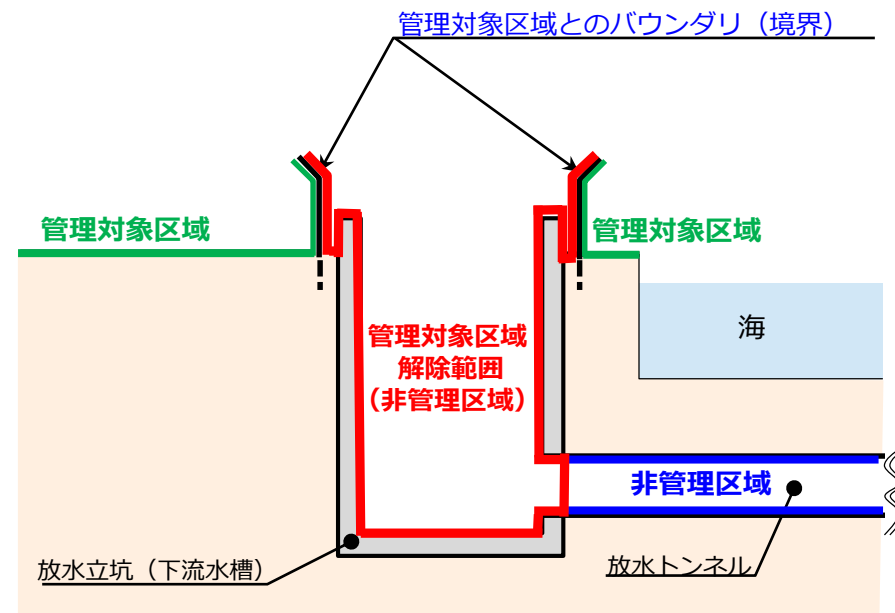 管理対象区域とのバウンダリ（境界）
管理対象区域
管理対象区域
海
管理対象区域
解除範囲
（非管理区域）
非管理区域
放水立坑（下流水槽）
放水トンネル